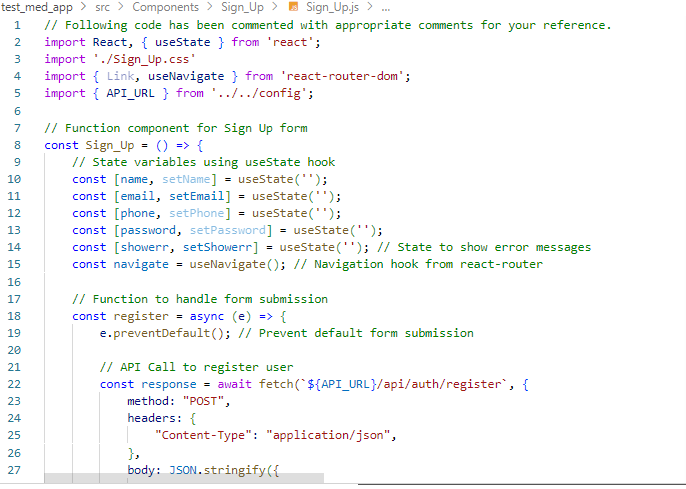 test_med_app > src > Components > Sign_Up > Sign_Up.js > ...
1 // Following code has been commented with appropriate comments for your reference.
2 import React, { useState } from 'react';
3 import './Sign_Up.css'
4 import { Link, useNavigate } from 'react-router-dom';
5 import { API_URL } from '../../config';
6
7 // Function component for Sign Up form
8 const Sign_Up = () => {
9     // State variables using useState hook
10     const [name, setName] = useState('');
11     const [email, setEmail] = useState('');
12     const [phone, setPhone] = useState('');
13     const [password, setPassword] = useState('');
14     const [showerr, setShowerr] = useState(''); // State to show error messages
15     const navigate = useNavigate(); // Navigation hook from react-router
16
17     // Function to handle form submission
18     const register = async (e) => {
19         e.preventDefault(); // Prevent default form submission
20
21         // API Call to register user
22         const response = await fetch(`${API_URL}/api/auth/register`, {
23             method: "POST",
24             headers: {
25                 "Content-Type": "application/json",
26             },
27             body: JSON.stringify({